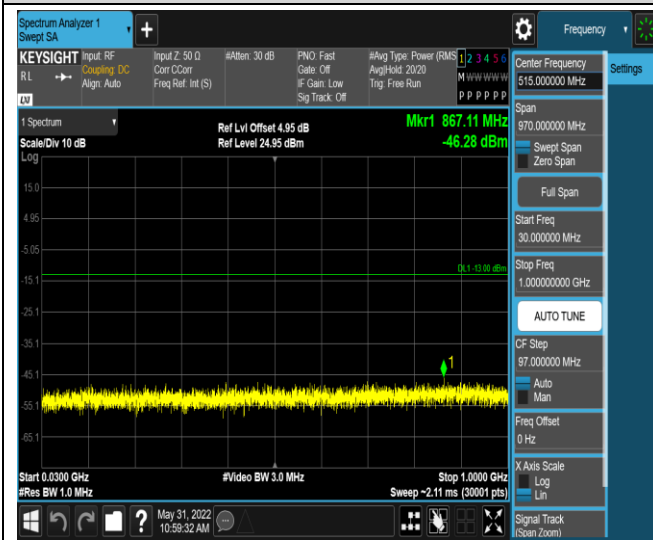 Spectrum Analyzer 1
Swept SA
+
Frequency
KEYSIGHT
RL
LXI
Input: RF
Coupling: DC
Align: Auto
Input Z: 50 Ω
Corr CCorr
Freq Ref: Int (S)
#Atten: 30 dB
PNO: Fast
Gate: Off
IF Gain: Low
Sig Track: Off
#Avg Type: Power (RMS
Avg|Hold: 20/20
Trig: Free Run
1 2 3 4 5 6
M W W W W W
P P P P P P
1 Spectrum
Scale/Div 10 dB
Log
Ref Lvl Offset 4.95 dB
Ref Level 24.95 dBm
Mkr1 867.11 MHz
-46.28 dBm
15.0
4.95
-5.05
-15.1
-25.1
-35.1
-45.1
-55.1
-65.1
DL1 -13.00 dBm
1
Start 0.0300 GHz
#Res BW 1.0 MHz
#Video BW 3.0 MHz
Stop 1.0000 GHz
Sweep ~2.11 ms (30001 pts)
?
May 31, 2022
10:59:32 AM
Center Frequency
515.000000 MHz
Settings
Span
970.000000 MHz
Swept Span
Zero Span
Full Span
Start Freq
30.000000 MHz
Stop Freq
1.000000000 GHz
AUTO TUNE
CF Step
97.000000 MHz
Auto
Man
Freq Offset
0 Hz
X Axis Scale
Log
Lin
Signal Track
(Span Zoom)